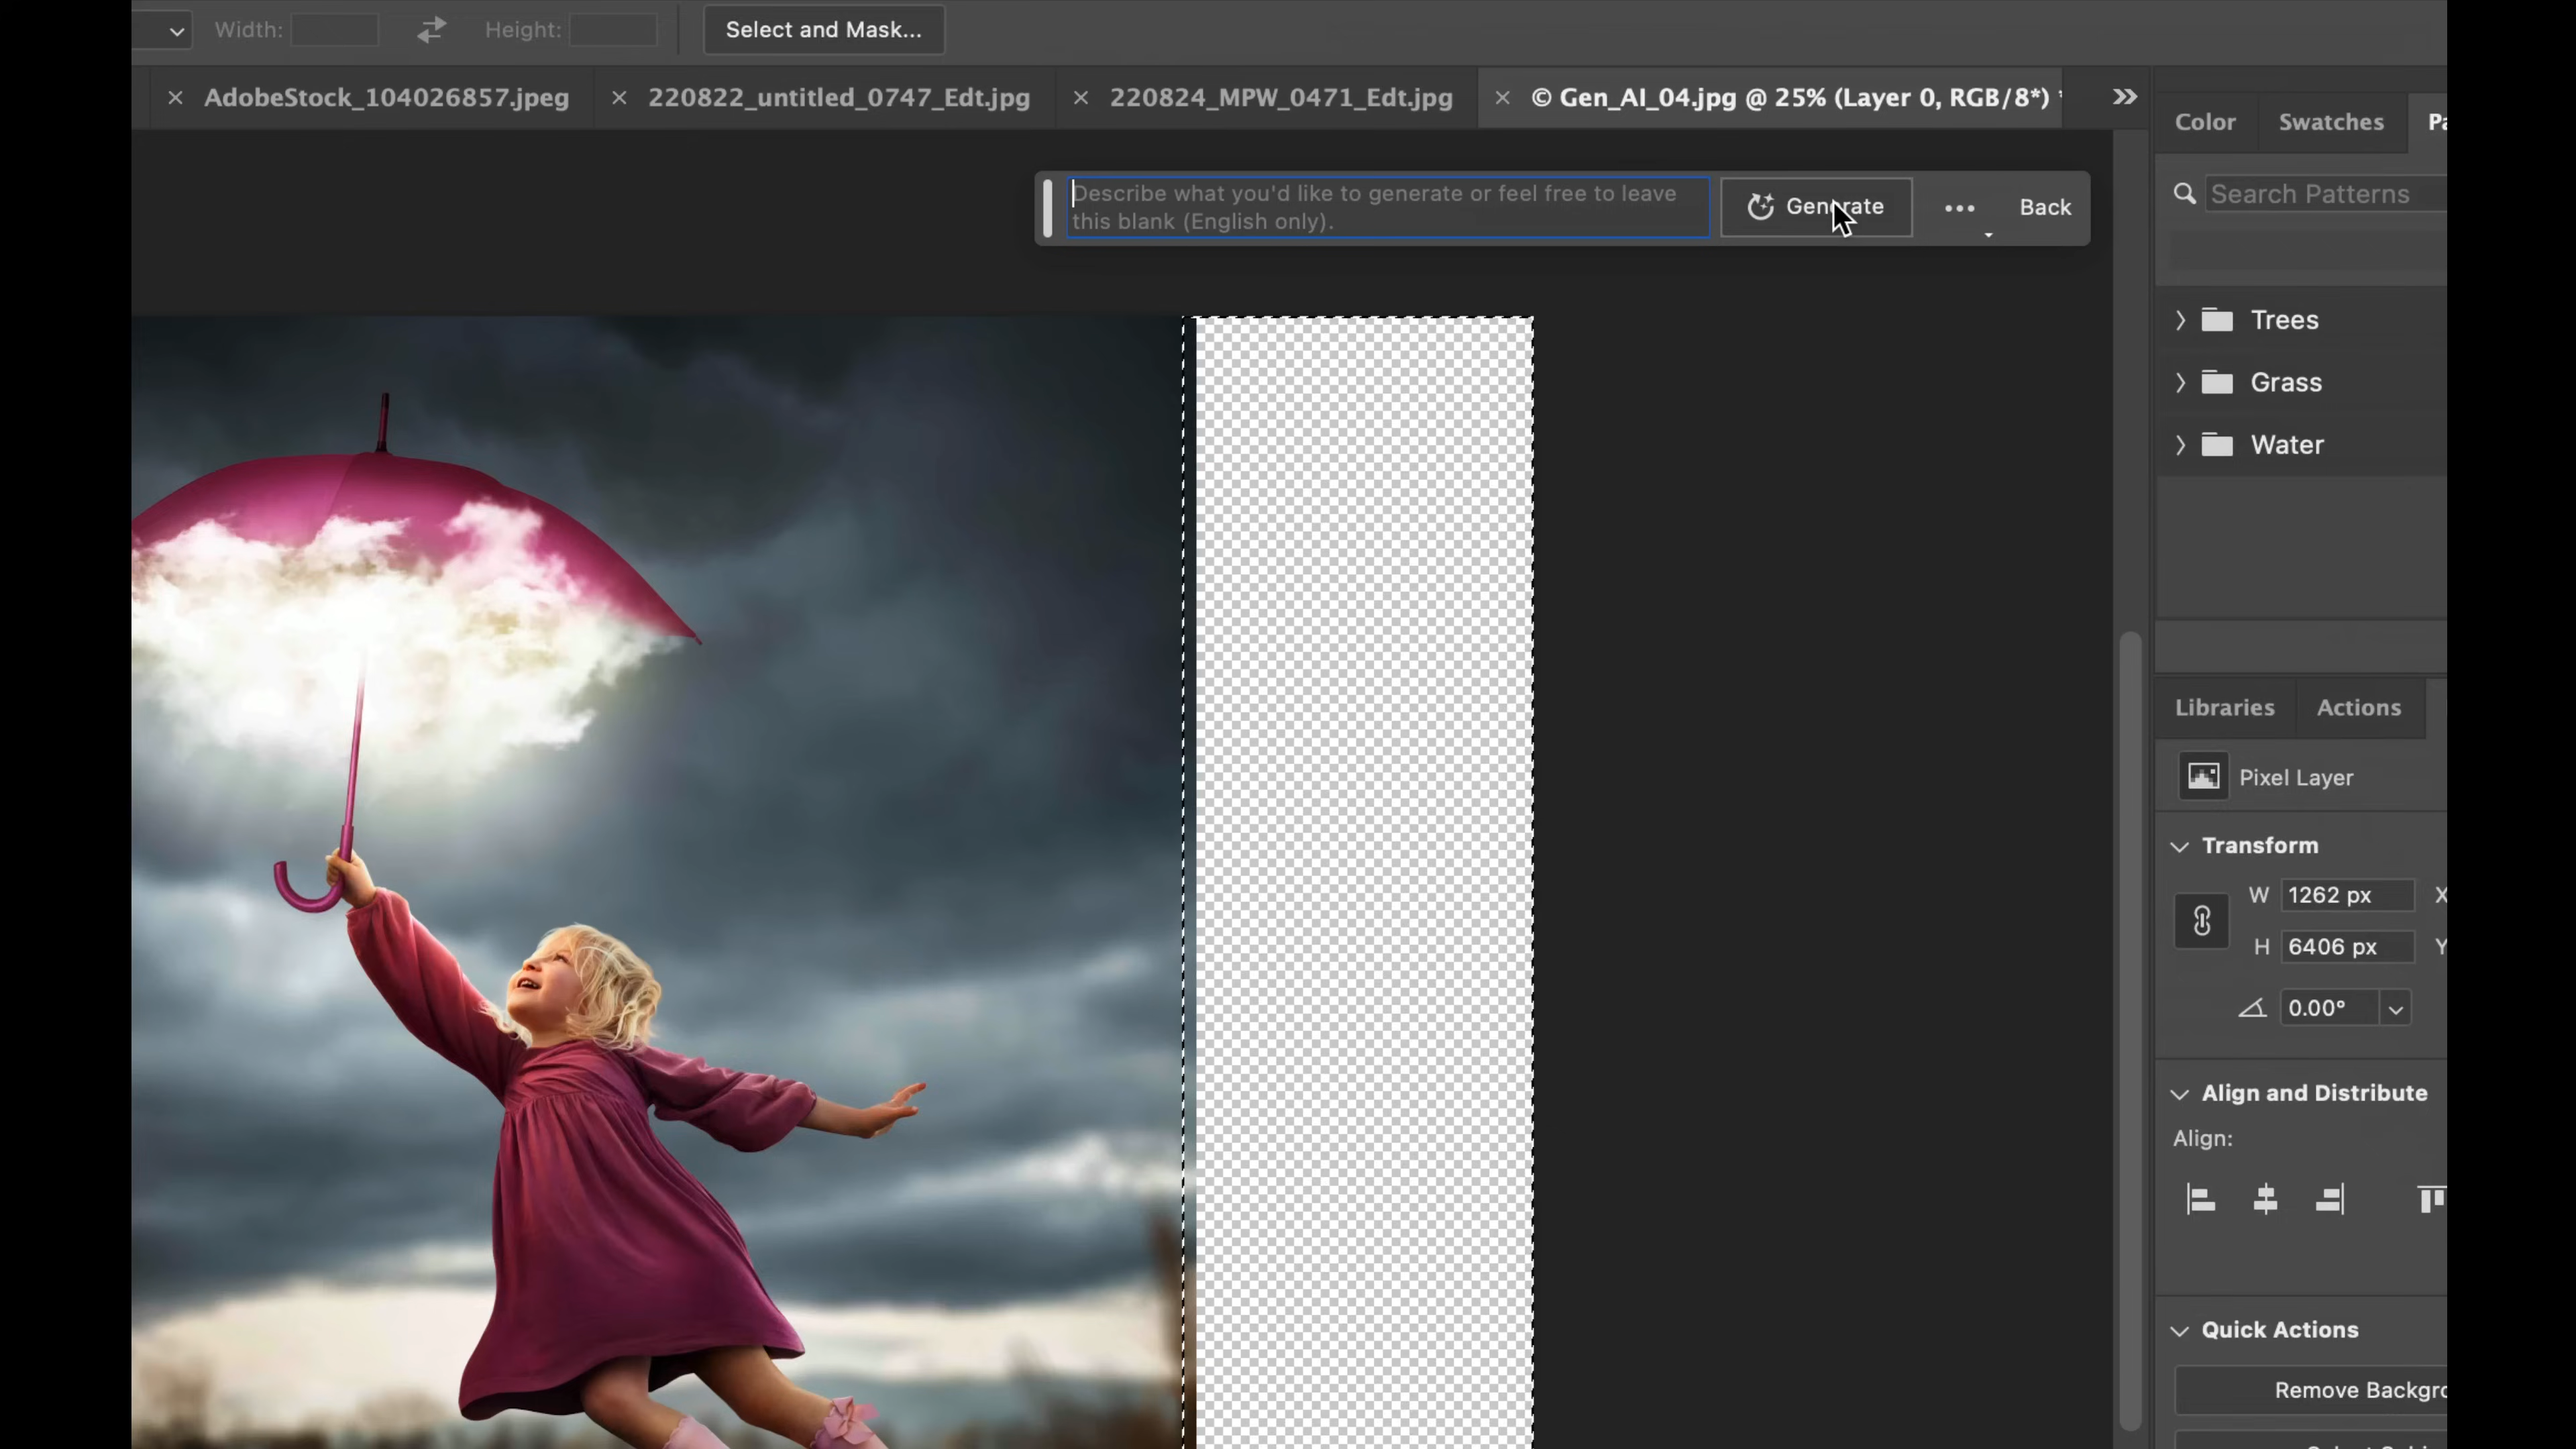 Width:
Height:
Select and Mask...
AdobeStock_104026857.jpeg
220822_untitled_0747_Edt.jpg
220824_MPW_0471_Edt.jpg
© Gen_AI_04.jpg @ 25% (Layer 0, RGB/8*) *
Color
Swatches
Pa
Describe what you'd like to generate or feel free to leave
this blank (English only).
Generate
Back
Search Patterns
Trees
Grass
Water
Libraries
Actions
Pixel Layer
Transform
W 1262 px X
H 6406 px Y
0.00°
Align and Distribute
Align:
Quick Actions
Remove Backgro